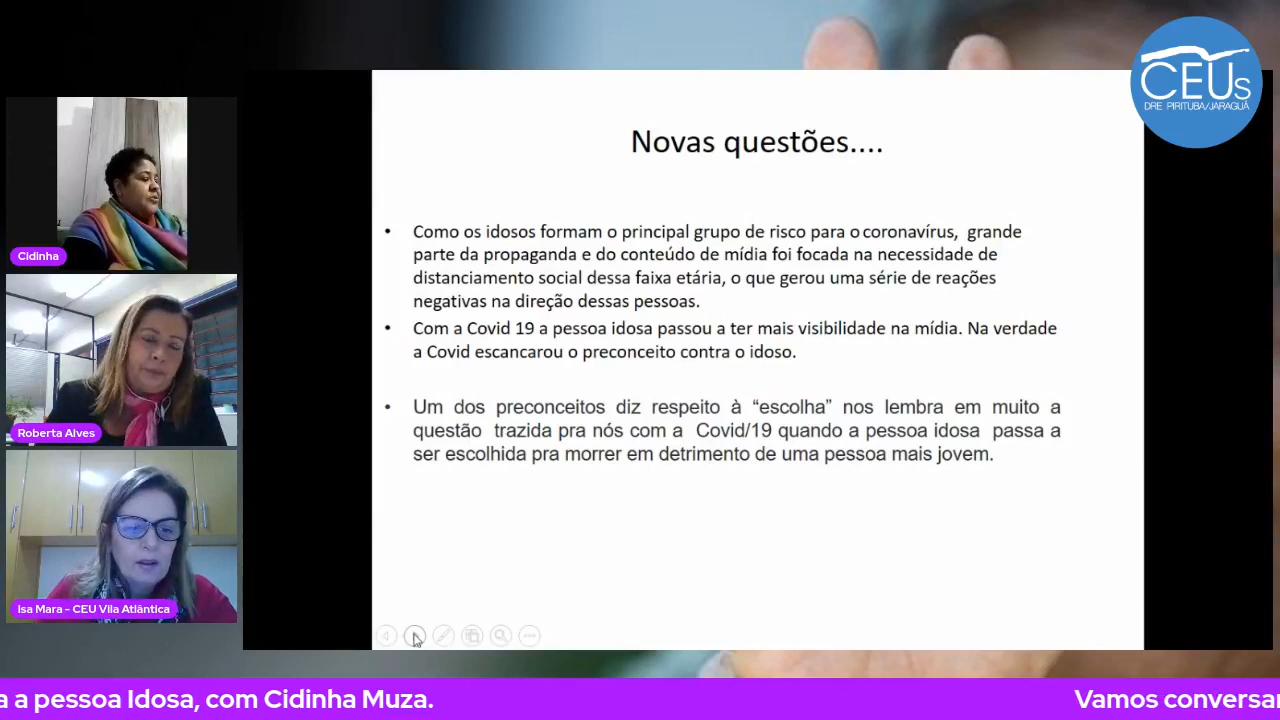 CEUs
DRE PIRITUBA/JARAGUÁ
Novas questões....
• Como os idosos formam o principal grupo de risco para o coronavírus, grande
parte da propaganda e do conteúdo de mídia foi focada na necessidade de
distanciamento social dessa faixa etária, o que gerou uma série de reações
negativas na direção dessas pessoas.
• Com a Covid 19 a pessoa idosa passou a ter mais visibilidade na mídia. Na verdade
a Covid escancarou o preconceito contra o idoso.
• Um dos preconceitos diz respeito à “escolha” nos lembra em muito a
questão trazida pra nós com a Covid/19 quando a pessoa idosa passa a
ser escolhida pra morrer em detrimento de uma pessoa mais jovem.
Cidinha
Roberta Alves
Isa Mara - CEU Vila Atlântica
a a pessoa Idosa, com Cidinha Muza.
Vamos conversar